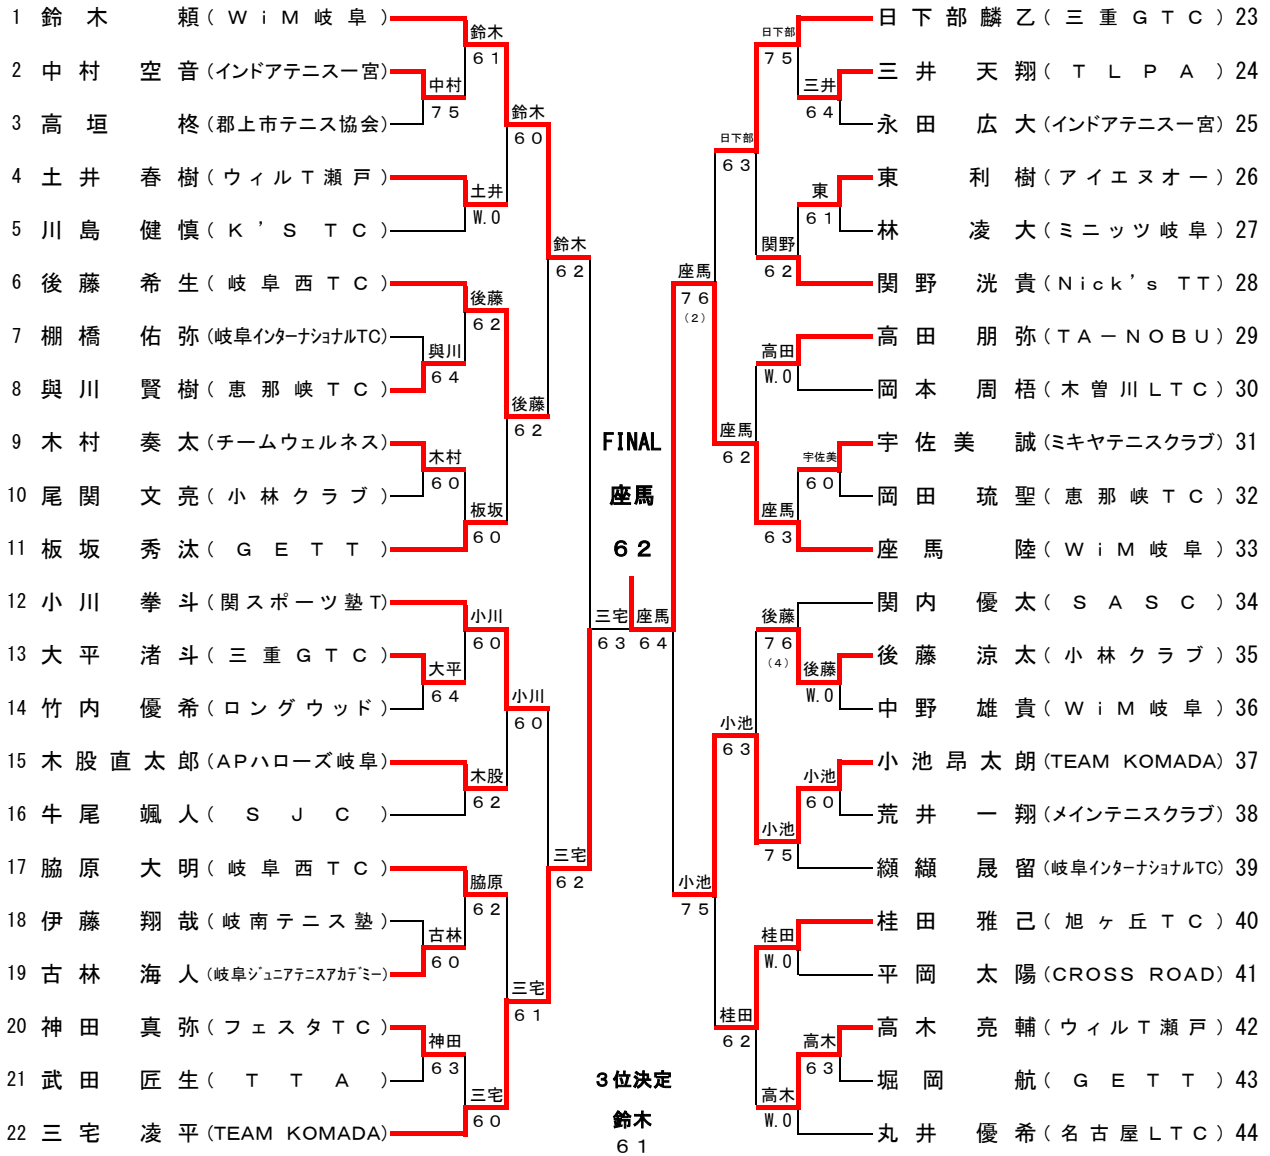 1 鈴木 頼 (WiM岐阜)
2 中村 空音 (インドアテニス一宮)
3 高垣 柊 (郡上市テニス協会)
4 土井 春樹 (ウィルT瀬戸)
5 川島 健慎 (K'S TC)
6 後藤 希生 (岐阜西TC)
7 棚橋 佑弥 (岐阜インターナショナルTC)
8 與川 賢樹 (恵那峡TC)
9 木村 奏太 (チームウェルネス)
10 尾関 文亮 (小林クラブ)
11 板坂 秀汰 (GETT)
12 小川 拳斗 (関スポーツ塾T)
13 大平 渚斗 (三重GTC)
14 竹内 優希 (ロングウッド)
15 木股直太郎 (APハローズ岐阜)
16 牛尾 颯人 (SJC)
17 脇原 大明 (岐阜西TC)
18 伊藤 翔哉 (岐南テニス塾)
19 古林 海人 (岐阜ジュニアテニスアカデミー)
20 神田 真弥 (フェスタTC)
21 武田 匠生 (TTA)
22 三宅 凌平 (TEAM KOMADA)
中村
75
與川
64
木村
60
大平
64
古林
60
神田
63
鈴木
61
土井
W.0
後藤
62
板坂
60
小川
60
木股
62
脇原
62
三宅
60
鈴木
60
後藤
62
小川
60
三宅
61
鈴木
62
三宅
62
三宅
63
FINAL
座馬
62
座馬
64
3位決定
鈴木
61
座馬
76
(2)
小池
75
日下部
63
座馬
62
小池
63
桂田
62
日下部
75
関野
62
高田
W.0
座馬
63
後藤
76
(4)
小池
75
桂田
W.0
高木
W.0
三井
64
東
61
宇佐美
60
後藤
W.0
小池
60
高木
63
日下部麟乙 (三重GTC) 23
三井 天翔 (TLPA) 24
永田 広大 (インドアテニス一宮) 25
東 利樹 (アイエヌオー) 26
林 凌大 (ミニッツ岐阜) 27
関野 洸貴 (Nick's TT) 28
高田 朋弥 (TA-NOBU) 29
岡本 周梧 (木曽川LTC) 30
宇佐美 誠 (ミキヤテニスクラブ) 31
岡田 琉聖 (恵那峡TC) 32
座馬 陸 (WiM岐阜) 33
関内 優太 (SASC) 34
後藤 涼太 (小林クラブ) 35
中野 雄貴 (WiM岐阜) 36
小池昂太朗 (TEAM KOMADA) 37
荒井 一翔 (メインテニスクラブ) 38
纐纈 晟留 (岐阜インターナショナルTC) 39
桂田 雅己 (旭ヶ丘TC) 40
平岡 太陽 (CROSS ROAD) 41
高木 亮輔 (ウィルT瀬戸) 42
堀岡 航 (GETT) 43
丸井 優希 (名古屋LTC) 44